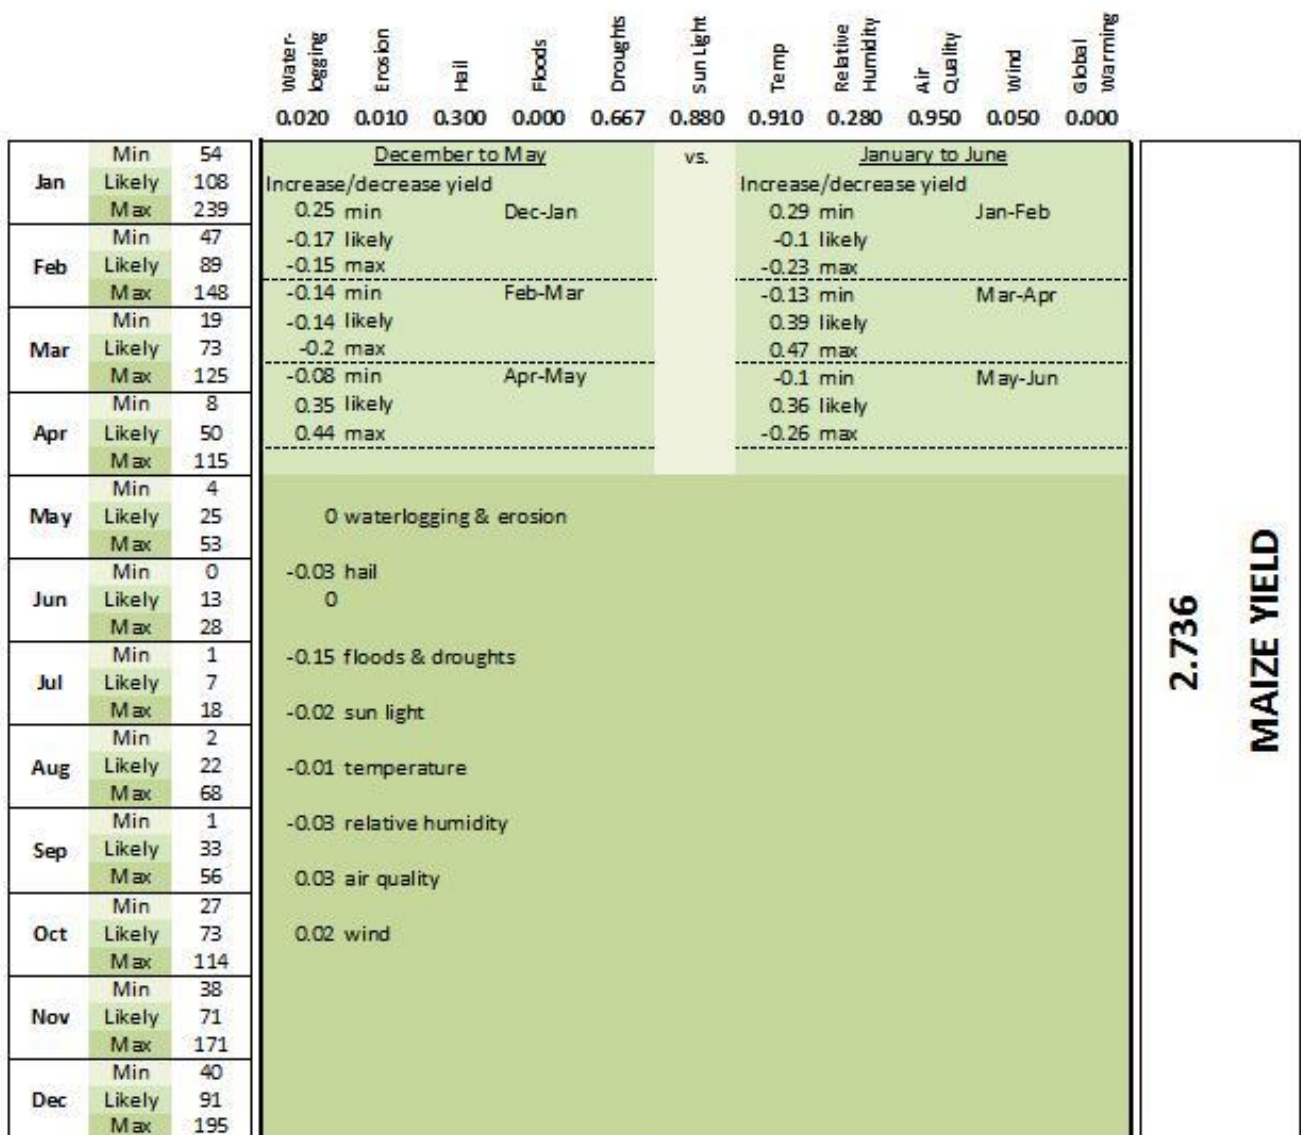 Water-logging Erosion Hail Floods Droughts Sun Light Temp Relative Humidity Air Quality Wind Global Warming
0.020 0.010 0.300 0.000 0.667 0.880 0.910 0.280 0.950 0.050 0.000
Min 54 December to May vs. January to June
Jan Likely 108 Increase/decrease yield Increase/decrease yield
Max 239 0.25 min Dec-Jan 0.29 min Jan-Feb
Min 47 -0.17 likely -0.1 likely
Feb Likely 89 -0.15 max -0.23 max
Max 148 -0.14 min Feb-Mar -0.13 min Mar-Apr
Min 19 -0.14 likely 0.39 likely
Mar Likely 73 -0.2 max 0.47 max
Max 125 -0.08 min Apr-May -0.1 min May-Jun
Min 8 0.35 likely 0.36 likely
Apr Likely 50 0.44 max -0.26 max
Max 115
Min 4
May Likely 25 0 waterlogging & erosion
Max 53
Min 0 -0.03 hail
Jun Likely 13 0
Max 28
Min 1 -0.15 floods & droughts
Jul Likely 7
Max 18 -0.02 sun light
Min 2
Aug Likely 22 -0.01 temperature
Max 68
Min 1 -0.03 relative humidity
Sep Likely 33
Max 56 0.03 air quality
Min 27
Oct Likely 73 0.02 wind
Max 114
Min 38
Nov Likely 71
Max 171
Min 40
Dec Likely 91
Max 195
2.736
MAIZE YIELD